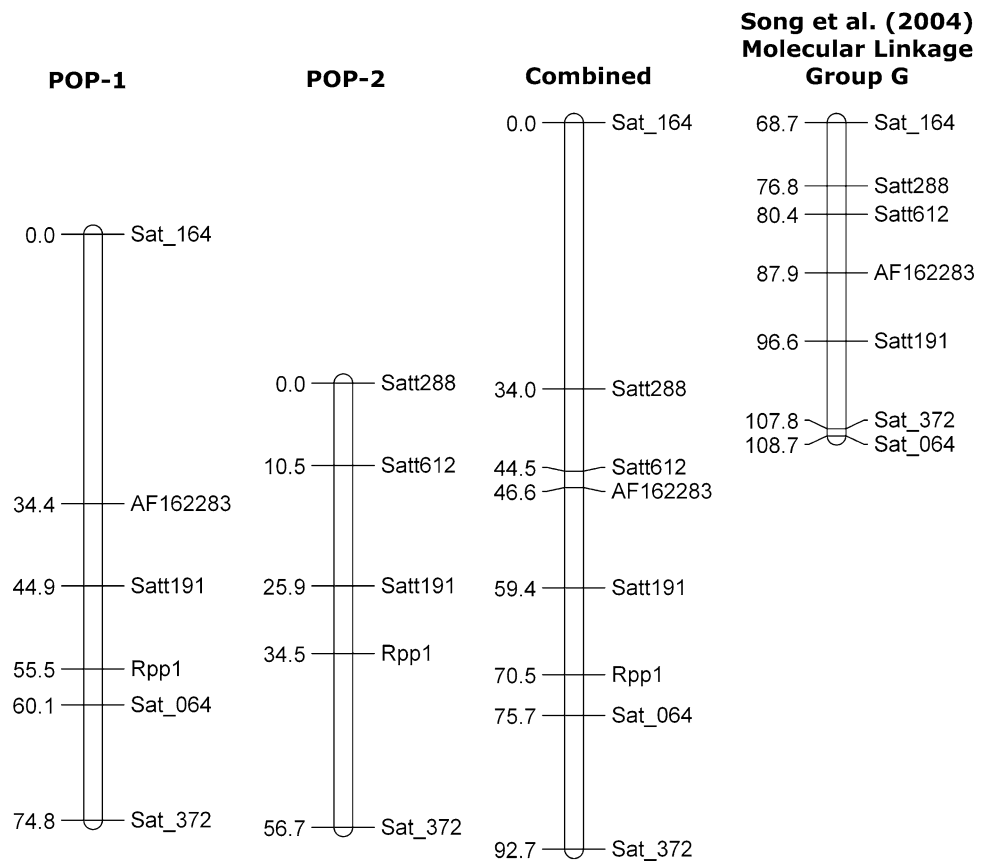 POP-1
0.0 Sat_164
34.4 AF162283
44.9 Satt191
55.5 Rpp1
60.1 Sat_064
74.8 Sat_372
POP-2
0.0 Satt288
10.5 Satt612
25.9 Satt191
34.5 Rpp1
56.7 Sat_372
Combined
0.0 Sat_164
34.0 Satt288
44.5 Satt612
46.6 AF162283
59.4 Satt191
70.5 Rpp1
75.7 Sat_064
92.7 Sat_372
Song et al. (2004)
Molecular Linkage
Group G
68.7 Sat_164
76.8 Satt288
80.4 Satt612
87.9 AF162283
96.6 Satt191
107.8 Sat_372
108.7 Sat_064